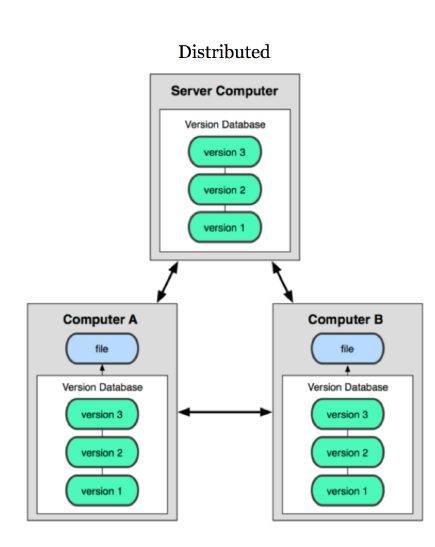 Distributed
Server Computer
Version Database
version 3
version 2
version 1
Computer A
file
Version Database
version 3
version 2
version 1
Computer B
file
Version Database
version 3
version 2
version 1